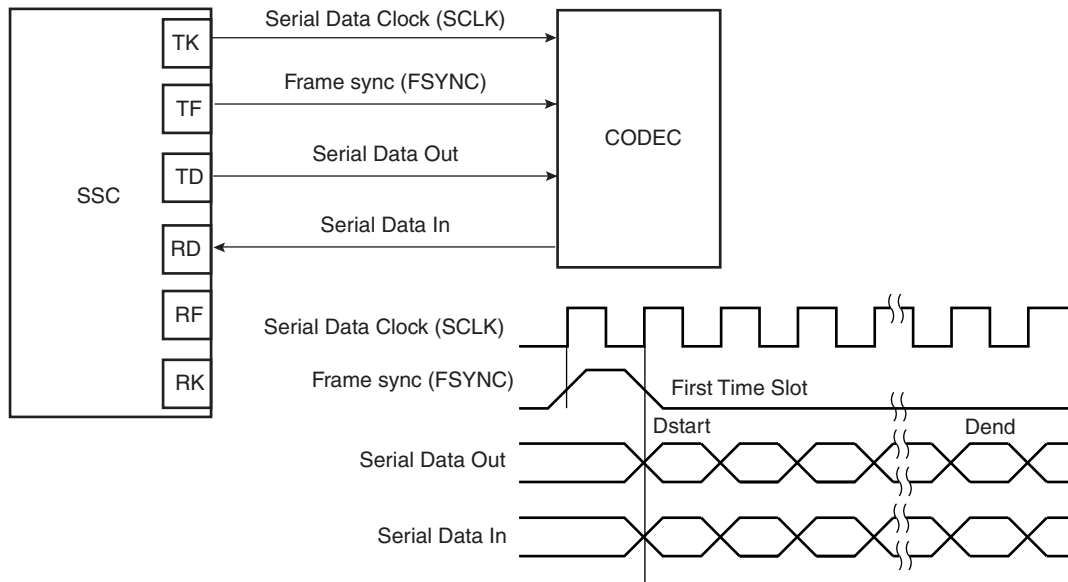 Serial Data Clock (SCLK)
TK
Frame sync (FSYNC)
TF
CODEC
Serial Data Out
TD
SSC
Serial Data In
RD
RF
Serial Data Clock (SCLK)
RK
Frame sync (FSYNC)
First Time Slot
Dstart
Dend
Serial Data Out
Serial Data In